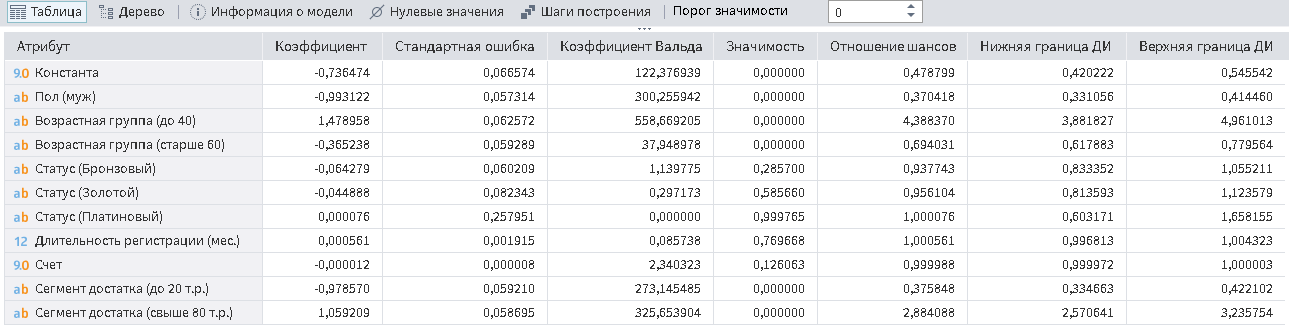 Таблица Дерево Информация о модели Нулевые значения Шаги построения Порог значимости 0
Атрибут Коэффициент Стандартная ошибка Коэффициент Вальда Значимость Отношение шансов Нижняя граница ДИ Верхняя граница ДИ
9.0 Константа -0,736474 0,066574 122,376939 0,000000 0,478799 0,420222 0,545542
ab Пол (муж) -0,993122 0,057314 300,255942 0,000000 0,370418 0,331056 0,414460
ab Возрастная группа (до 40) 1,478958 0,062572 558,669205 0,000000 4,388370 3,881827 4,961013
ab Возрастная группа (старше 60) -0,365238 0,059289 37,948978 0,000000 0,694031 0,617883 0,779564
ab Статус (Бронзовый) -0,064279 0,060209 1,139775 0,285700 0,937743 0,833352 1,055211
ab Статус (Золотой) -0,044888 0,082343 0,297173 0,585660 0,956104 0,813593 1,123579
ab Статус (Платиновый) 0,000076 0,257951 0,000000 0,999765 1,000076 0,603171 1,658155
12 Длительность регистрации (мес.) 0,000561 0,001915 0,085738 0,769668 1,000561 0,996813 1,004323
9.0 Счет -0,000012 0,000008 2,340323 0,126063 0,999988 0,999972 1,000003
ab Сегмент достатка (до 20 т.р.) -0,978570 0,059210 273,145485 0,000000 0,375848 0,334663 0,422102
ab Сегмент достатка (свыше 80 т.р.) 1,059209 0,058695 325,653904 0,000000 2,884088 2,570641 3,235754